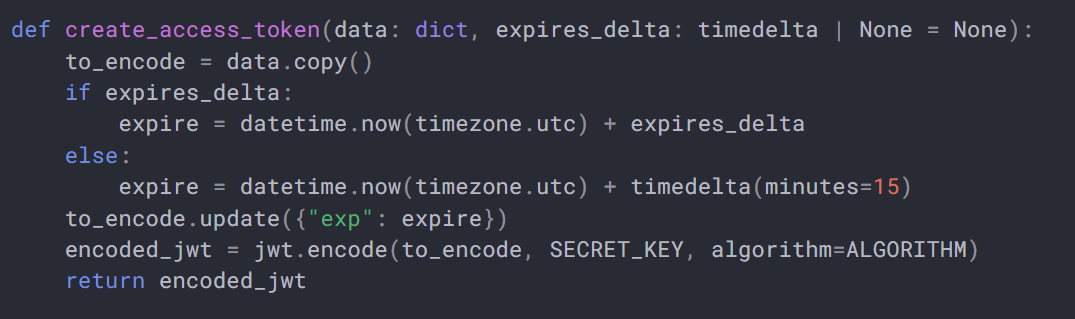 def create_access_token(data: dict, expires_delta: timedelta | None = None):
    to_encode = data.copy()
    if expires_delta:
        expire = datetime.now(timezone.utc) + expires_delta
    else:
        expire = datetime.now(timezone.utc) + timedelta(minutes=15)
    to_encode.update({"exp": expire})
    encoded_jwt = jwt.encode(to_encode, SECRET_KEY, algorithm=ALGORITHM)
    return encoded_jwt